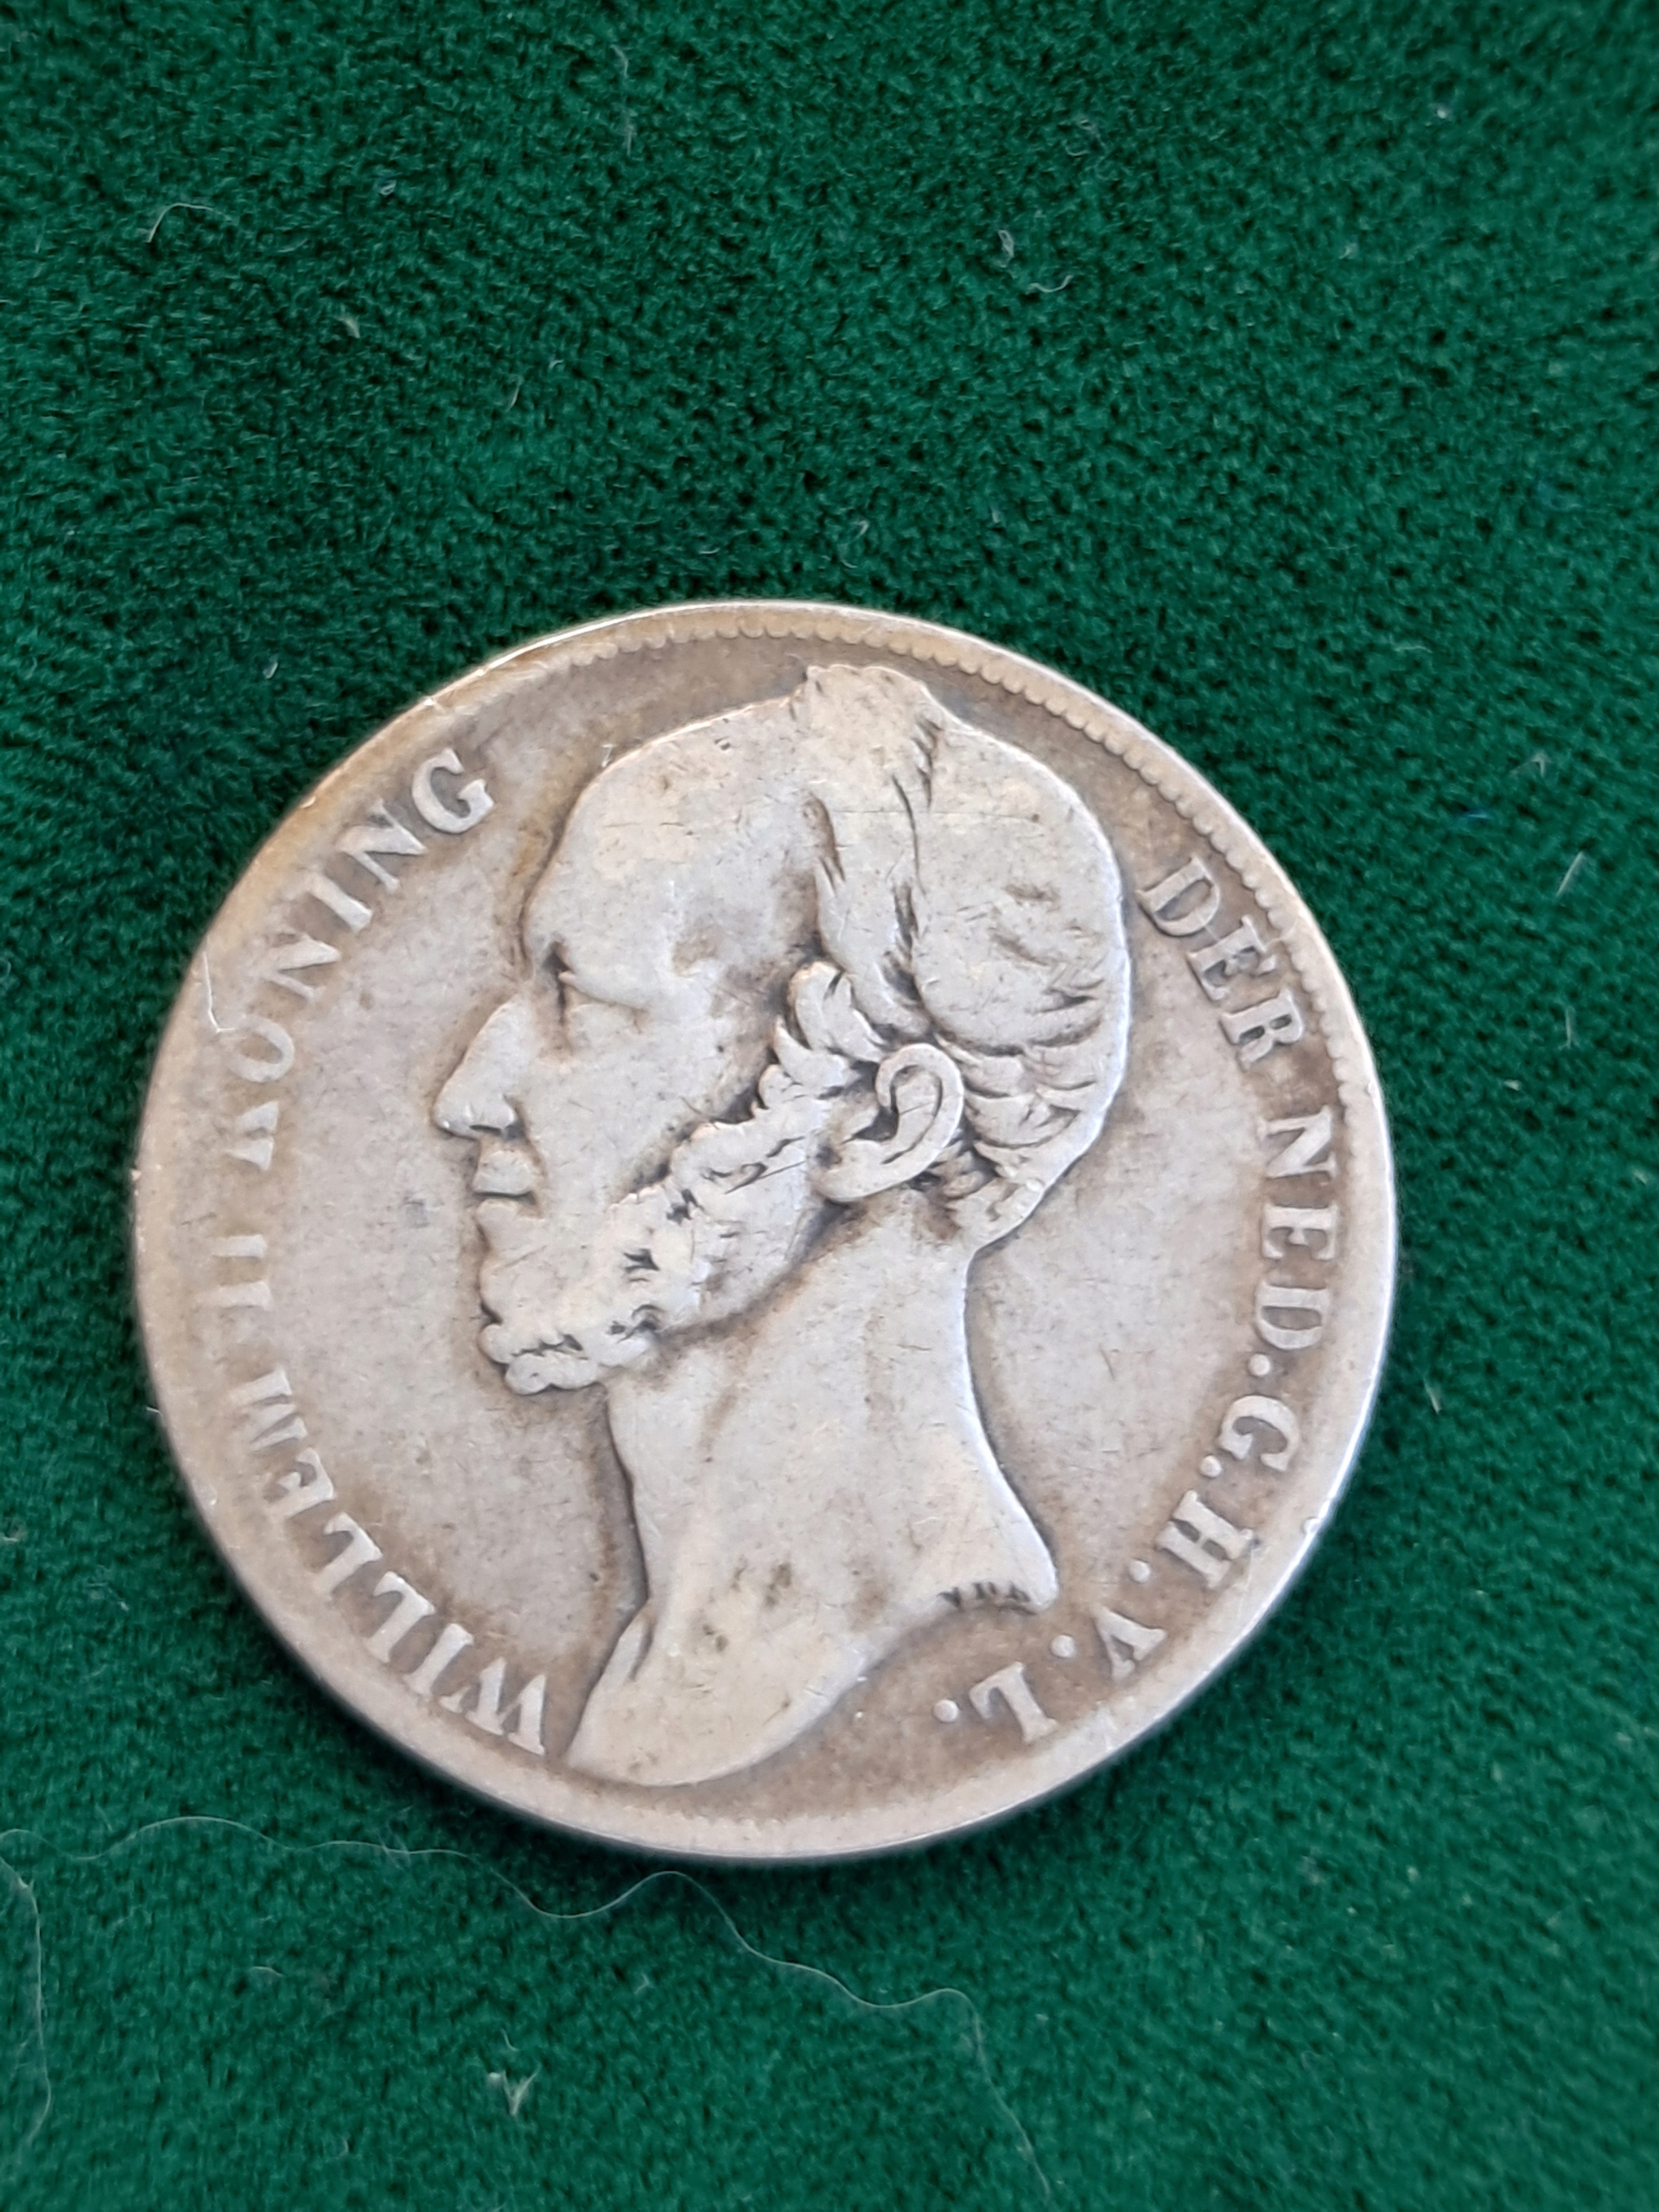 WILLEM II KONING
DER NED. G. H. V. L.